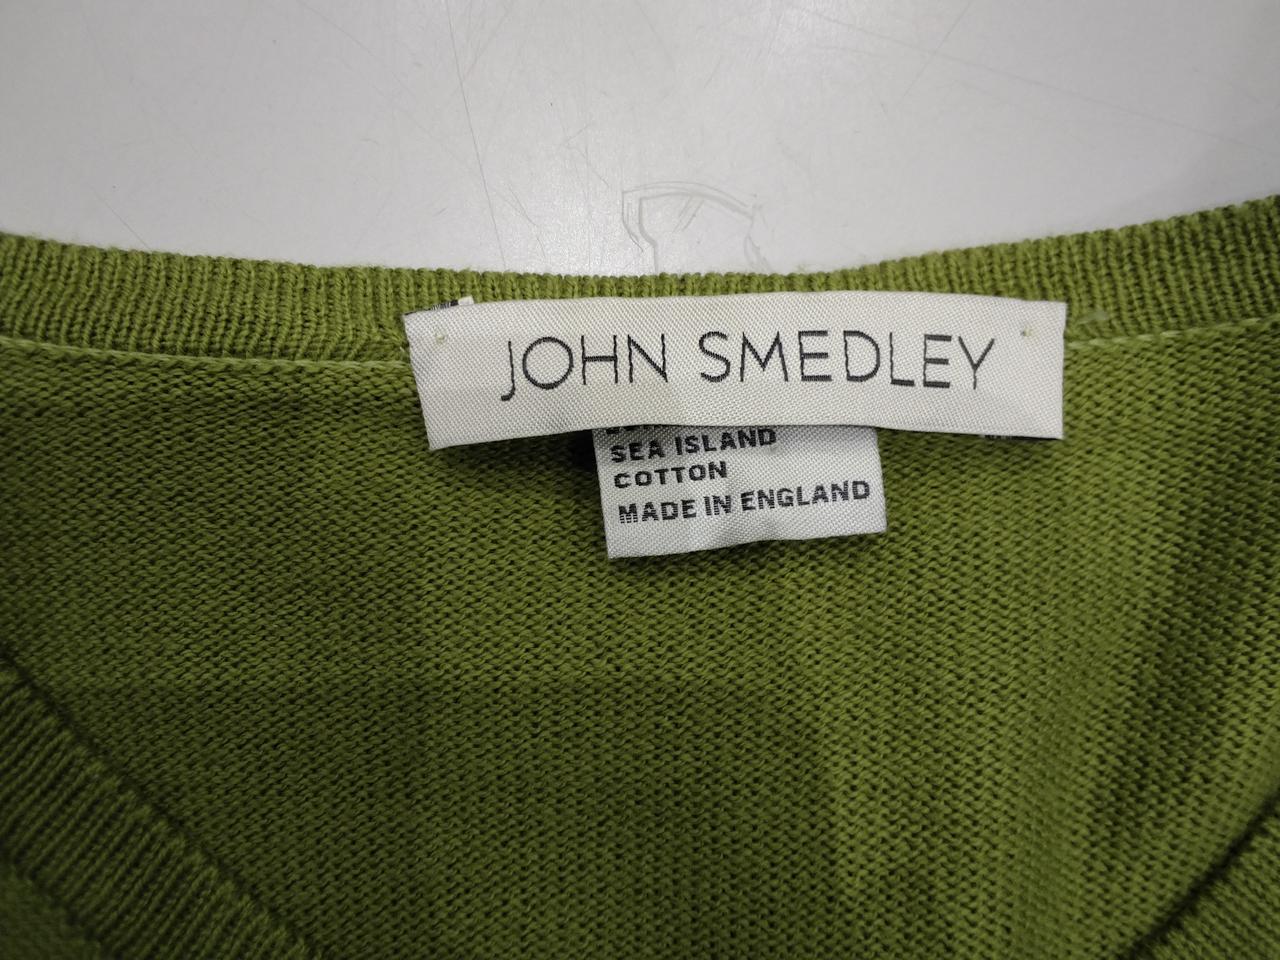 JOHN SMEDLEY
SEA ISLAND
COTTON
MADE IN ENGLAND